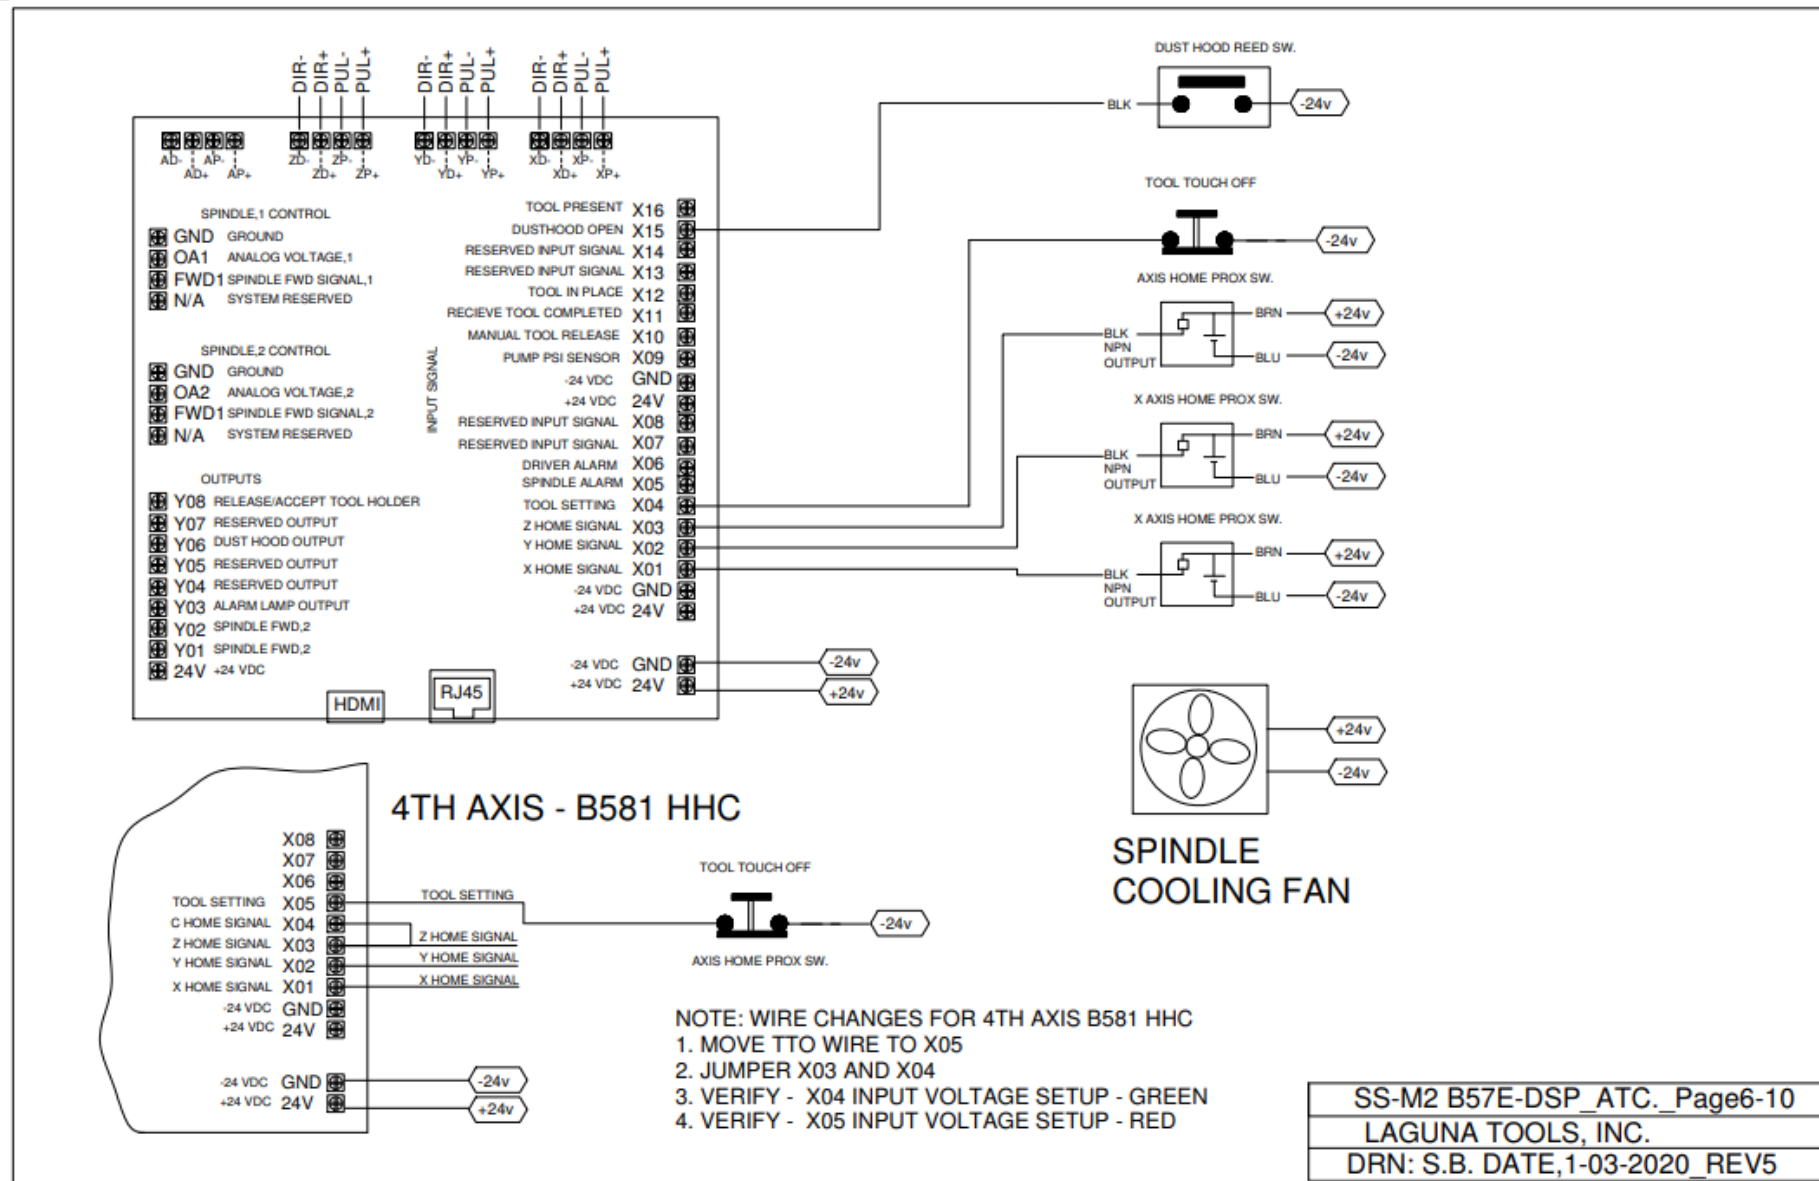 DIR-
DIR+
PUL-
PUL+
DIR-
DIR+
PUL-
PUL+
DIR-
DIR+
PUL-
PUL+
AD-
AD+
AP-
AP+
ZD-
ZD+
ZP-
ZP+
YD-
YD+
YP-
YP+
XD-
XD+
XP-
XP+
SPINDLE,1 CONTROL
GND GROUND
OA1 ANALOG VOLTAGE,1
FWD1 SPINDLE FWD SIGNAL,1
N/A SYSTEM RESERVED
SPINDLE,2 CONTROL
GND GROUND
OA2 ANALOG VOLTAGE,2
FWD1 SPINDLE FWD SIGNAL,2
N/A SYSTEM RESERVED
OUTPUTS
Y08 RELEASE/ACCEPT TOOL HOLDER
Y07 RESERVED OUTPUT
Y06 DUST HOOD OUTPUT
Y05 RESERVED OUTPUT
Y04 RESERVED OUTPUT
Y03 ALARM LAMP OUTPUT
Y02 SPINDLE FWD,2
Y01 SPINDLE FWD,2
24V +24 VDC
HDMI
RJ45
INPUT SIGNAL
TOOL PRESENT X16
DUSTHOOD OPEN X15
RESERVED INPUT SIGNAL X14
RESERVED INPUT SIGNAL X13
TOOL IN PLACE X12
RECIEVE TOOL COMPLETED X11
MANUAL TOOL RELEASE X10
PUMP PSI SENSOR X09
-24 VDC GND
+24 VDC 24V
RESERVED INPUT SIGNAL X08
RESERVED INPUT SIGNAL X07
DRIVER ALARM X06
SPINDLE ALARM X05
TOOL SETTING X04
Z HOME SIGNAL X03
Y HOME SIGNAL X02
X HOME SIGNAL X01
-24 VDC GND
+24 VDC 24V
-24 VDC GND
+24 VDC 24V
-24v
+24v
DUST HOOD REED SW.
BLK
-24v
TOOL TOUCH OFF
-24v
AXIS HOME PROX SW.
BLK
NPN
OUTPUT
BRN
+24v
BLU
-24v
X AXIS HOME PROX SW.
BLK
NPN
OUTPUT
BRN
+24v
BLU
-24v
X AXIS HOME PROX SW.
BLK
NPN
OUTPUT
BRN
+24v
BLU
-24v
+24v
-24v
SPINDLE
COOLING FAN
4TH AXIS - B581 HHC
X08
X07
X06
TOOL SETTING X05
C HOME SIGNAL X04
Z HOME SIGNAL X03
Y HOME SIGNAL X02
X HOME SIGNAL X01
-24 VDC GND
+24 VDC 24V
-24 VDC GND
+24 VDC 24V
TOOL SETTING
Z HOME SIGNAL
Y HOME SIGNAL
X HOME SIGNAL
-24v
+24v
TOOL TOUCH OFF
-24v
AXIS HOME PROX SW.
NOTE: WIRE CHANGES FOR 4TH AXIS B581 HHC
1. MOVE TTO WIRE TO X05
2. JUMPER X03 AND X04
3. VERIFY - X04 INPUT VOLTAGE SETUP - GREEN
4. VERIFY - X05 INPUT VOLTAGE SETUP - RED
SS-M2 B57E-DSP_ATC._Page6-10
LAGUNA TOOLS, INC.
DRN: S.B. DATE,1-03-2020_REV5